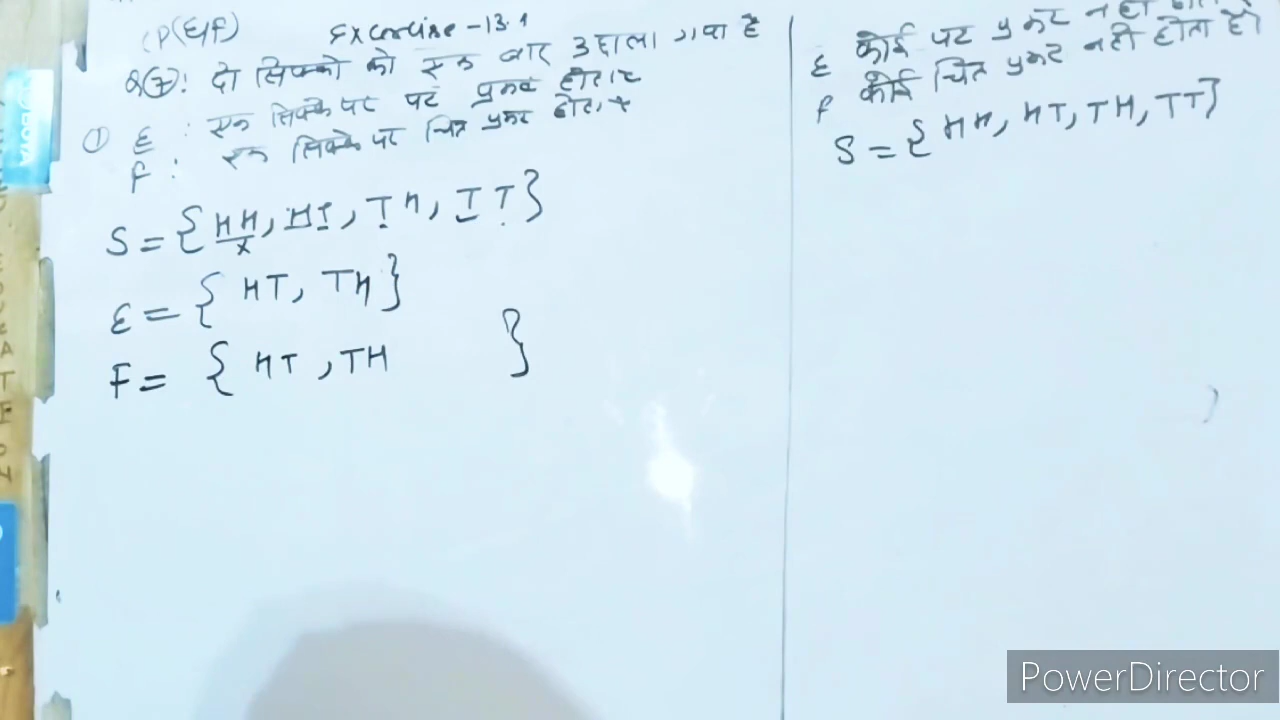 P(E/F) Exercise-13.1
Q(7): दो सिक्को को एक बार उछाला गया है
① E : एक सिक्के पर पट प्रकट होता
F : एक सिक्के पर चित प्रकट होता
S = {HH, HT, TH, TT}
x
E = { HT, TH}
F = { HT , TH }
E कोई पट प्रकट नही
F कोई चित प्रकट नही होता हो
S = {HH, HT, TH, TT}
PowerDirector